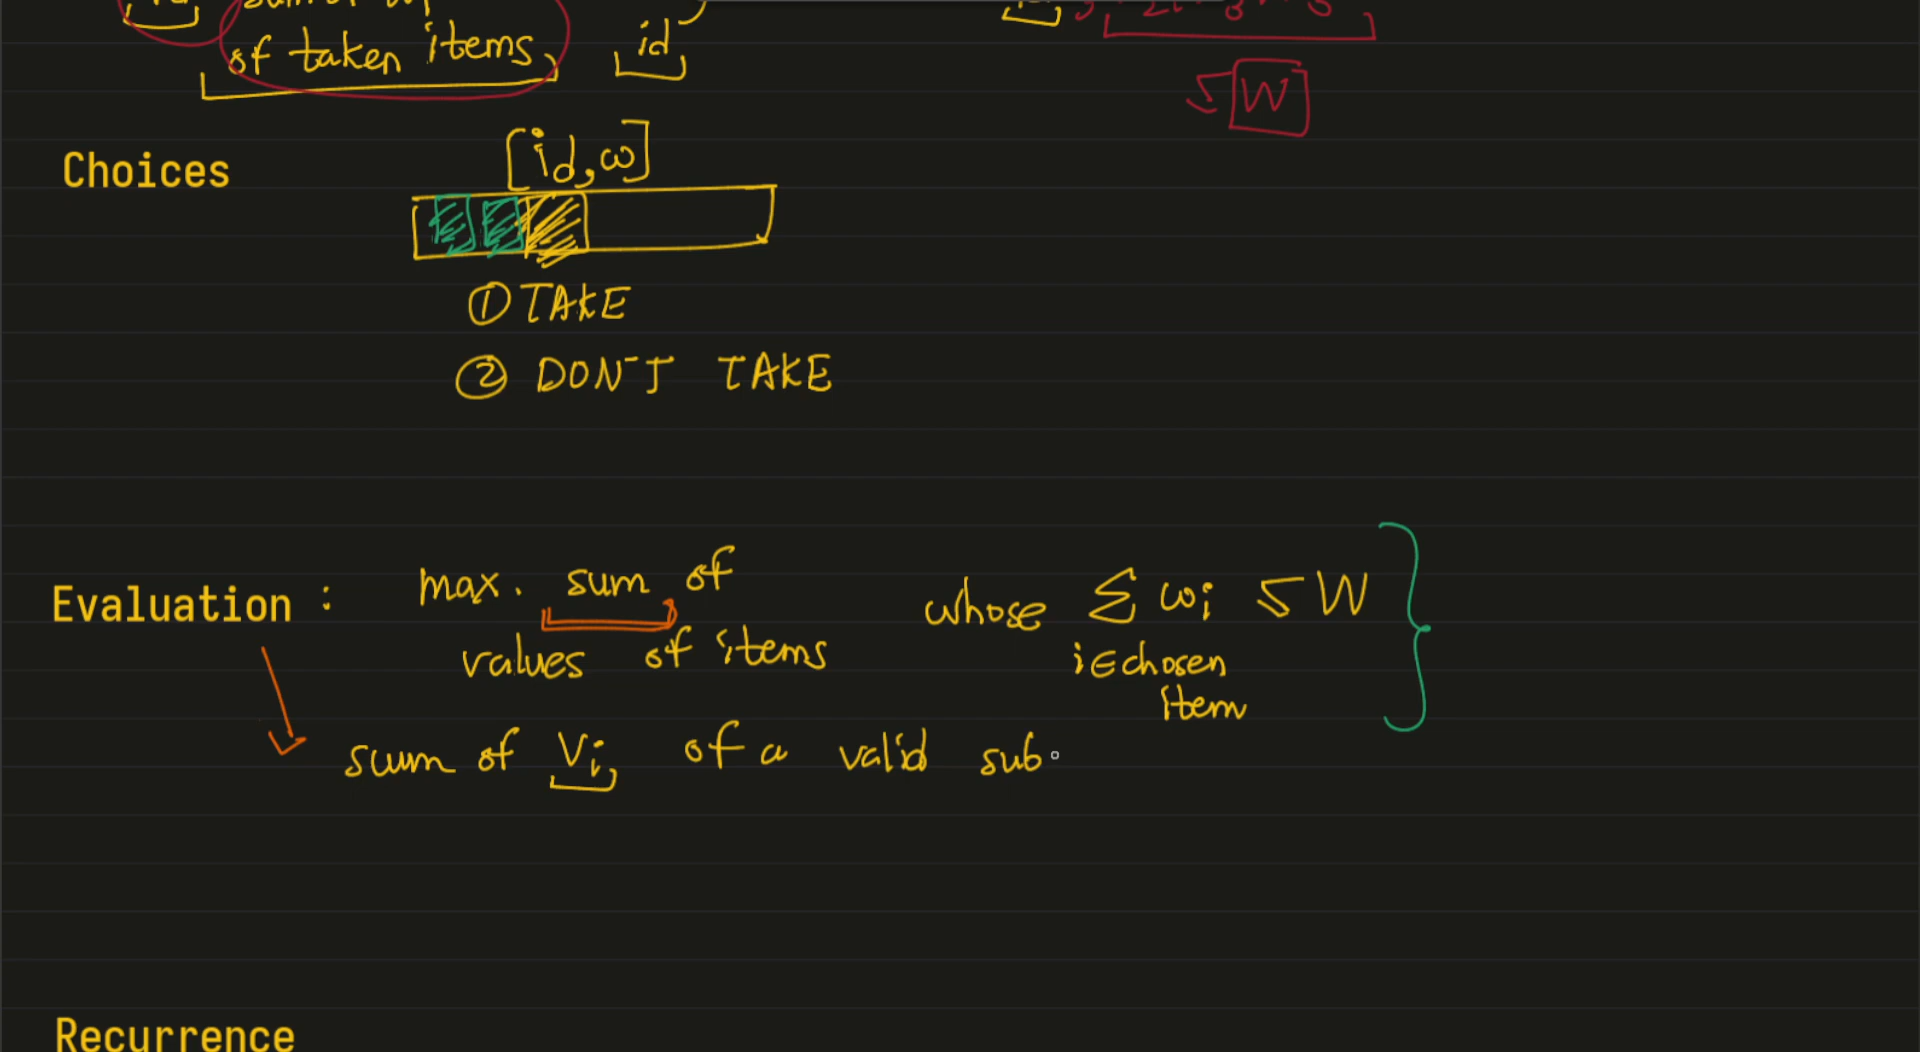 of taken items,
id
≤ W
Choices
[id, w]
① TAKE
② DON'T TAKE
Evaluation :
max. sum of
values of items
whose Σ wi ≤ W
i ∈ chosen
item
sum of Vi, of a valid sub
Recurrence